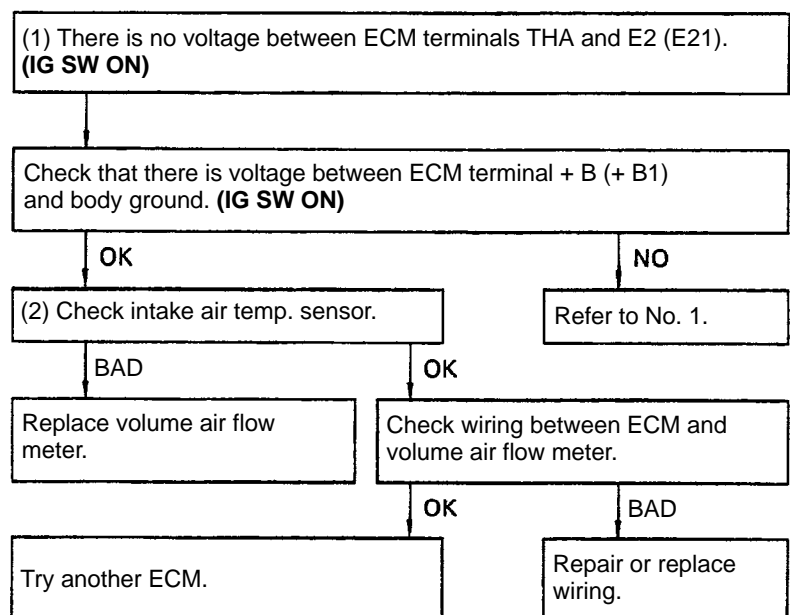 (1) There is no voltage between ECM terminals THA and E2 (E21).
(IG SW ON)
Check that there is voltage between ECM terminal + B (+ B1)
and body ground. (IG SW ON)
OK
NO
(2) Check intake air temp. sensor.
Refer to No. 1.
BAD
OK
Replace volume air flow
meter.
Check wiring between ECM and
volume air flow meter.
OK
BAD
Try another ECM.
Repair or replace
wiring.